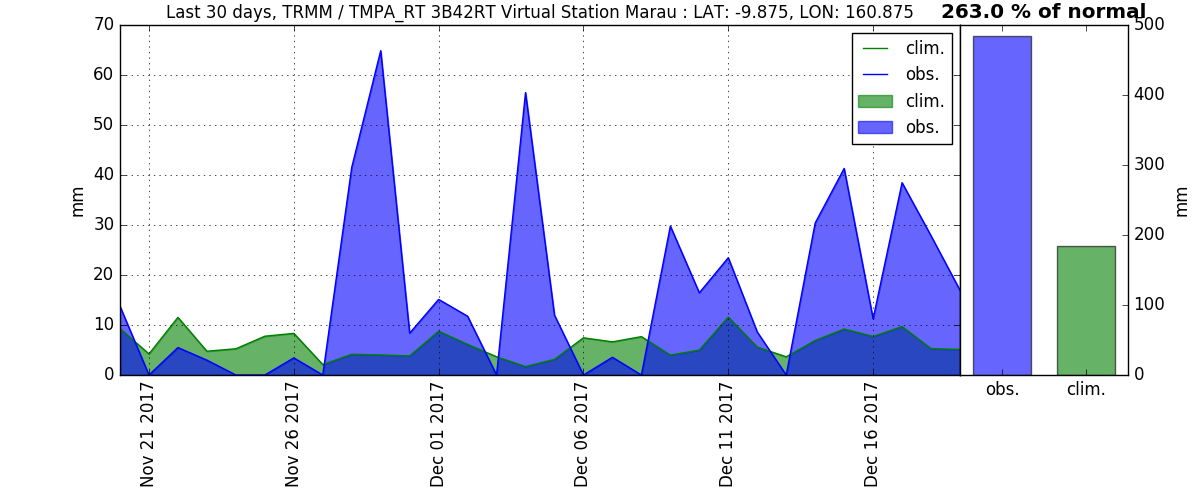 Last 30 days, TRMM / TMPA_RT 3B42RT Virtual Station Marau : LAT: -9.875, LON: 160.875
263.0 % of normal
70
60
50
40
30
20
10
0
mm
clim.
obs.
clim.
obs.
Nov 21 2017
Nov 26 2017
Dec 01 2017
Dec 06 2017
Dec 11 2017
Dec 16 2017
500
400
300
200
100
0
mm
obs.
clim.